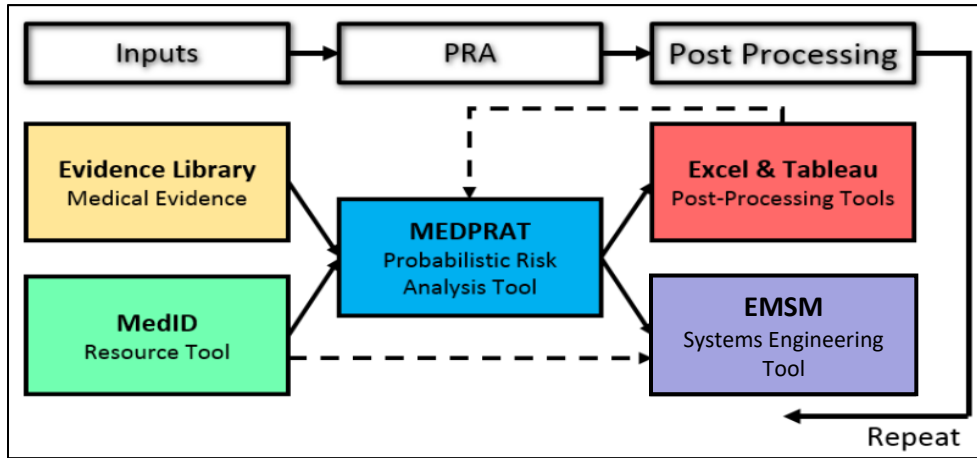 Inputs
PRA
Post Processing
Evidence Library
Medical Evidence
MEDPRAT
Probabilistic Risk
Analysis Tool
Excel & Tableau
Post-Processing Tools
MedID
Resource Tool
EMSM
Systems Engineering
Tool
Repeat